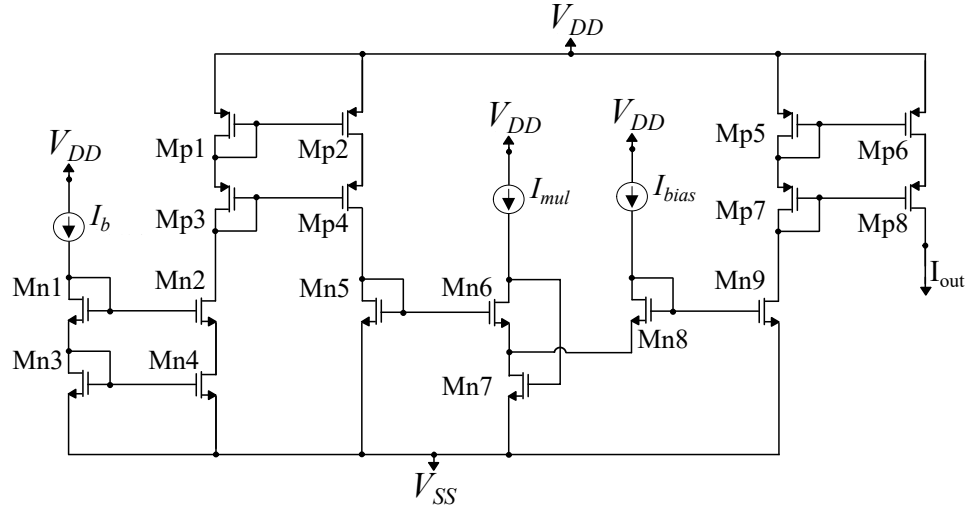 V_DD
Mp1
Mp2
Mp5
Mp6
V_DD
V_DD
V_DD
I_b
Mp3
Mp4
I_mul
I_bias
Mp7
Mp8
Mn1
Mn2
Mn5
Mn6
Mn9
I_out
Mn3
Mn4
Mn7
Mn8
V_SS